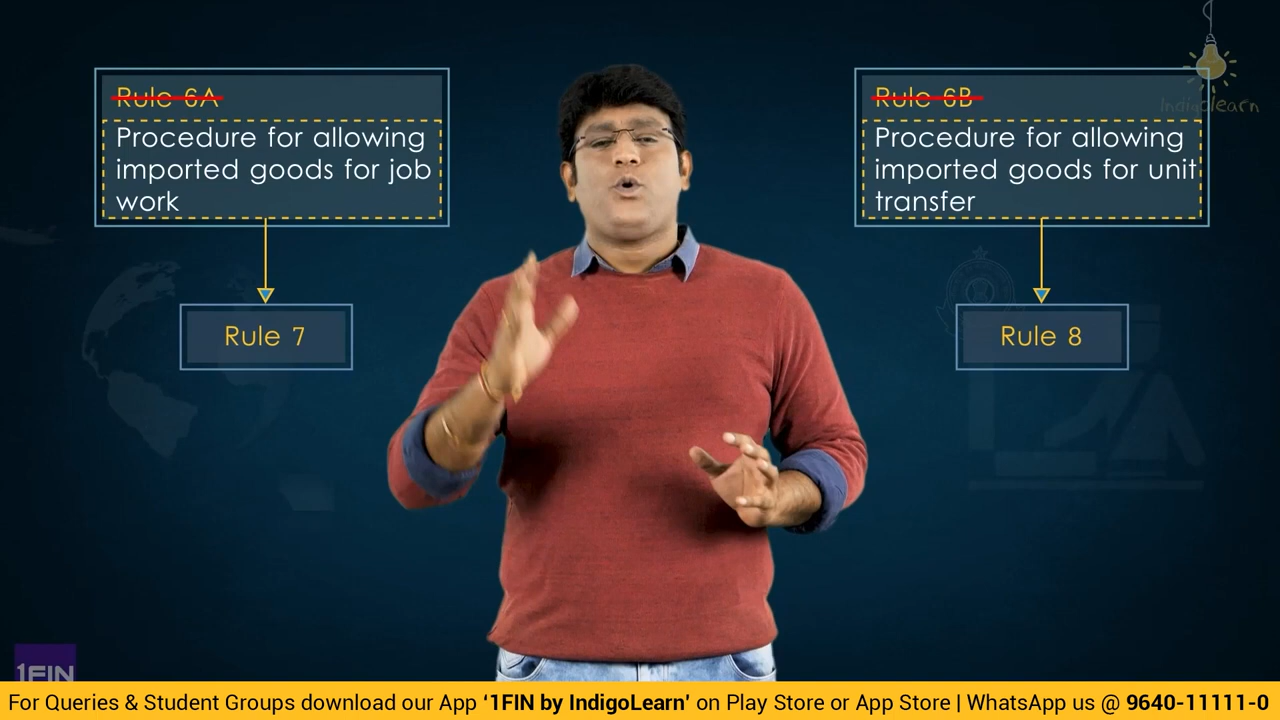 Rule 6A
Procedure for allowing
imported goods for job
work
Rule 7
Rule 6B
Procedure for allowing
imported goods for unit
transfer
Rule 8
Indigolearn
1FIN
For Queries & Student Groups download our App ‘1FIN by IndigoLearn’ on Play Store or App Store | WhatsApp us @ 9640-11111-0